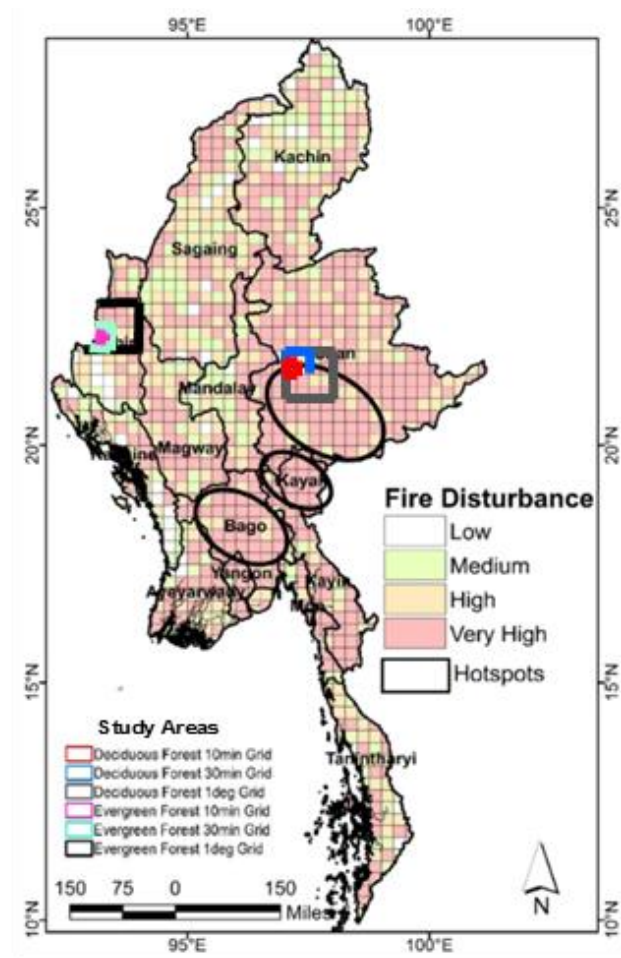 95°E 100°E
25°N 25°N
20°N 20°N
15°N 15°N
10°N 10°N
Kachin
Sagaing
Mandalay
Magway
Kayah
Bago
Yangon
Ayeyarwady
Kayin
Mon
Tanintharyi
Fire Disturbance
Low
Medium
High
Very High
Hotspots
Study Areas
Deciduous Forest 10min Grid
Deciduous Forest 30min Grid
Deciduous Forest 1deg Grid
Evergreen Forest 10min Grid
Evergreen Forest 30min Grid
Evergreen Forest 1deg Grid
150 75 0 150
Miles
N
95°E 100°E